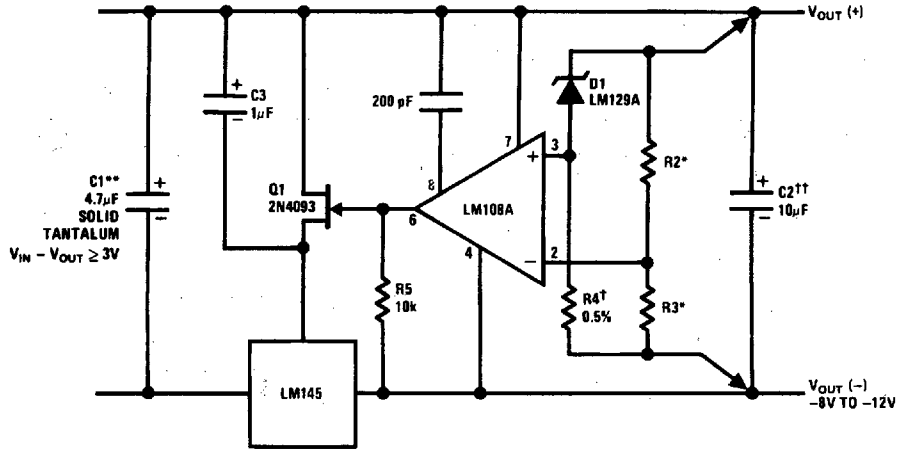 VOUT (+)
C3
1µF
+
−
200 pF
D1
LM129A
7
3
+
R2*
C1**
4.7µF
SOLID
TANTALUM
VIN − VOUT ≥ 3V
+
−
Q1
2N4093
8
6
LM108A
4
2
−
C2††
10µF
+
−
R5
10k
R4†
0.5%
R3*
LM145
VOUT (−)
−8V TO −12V